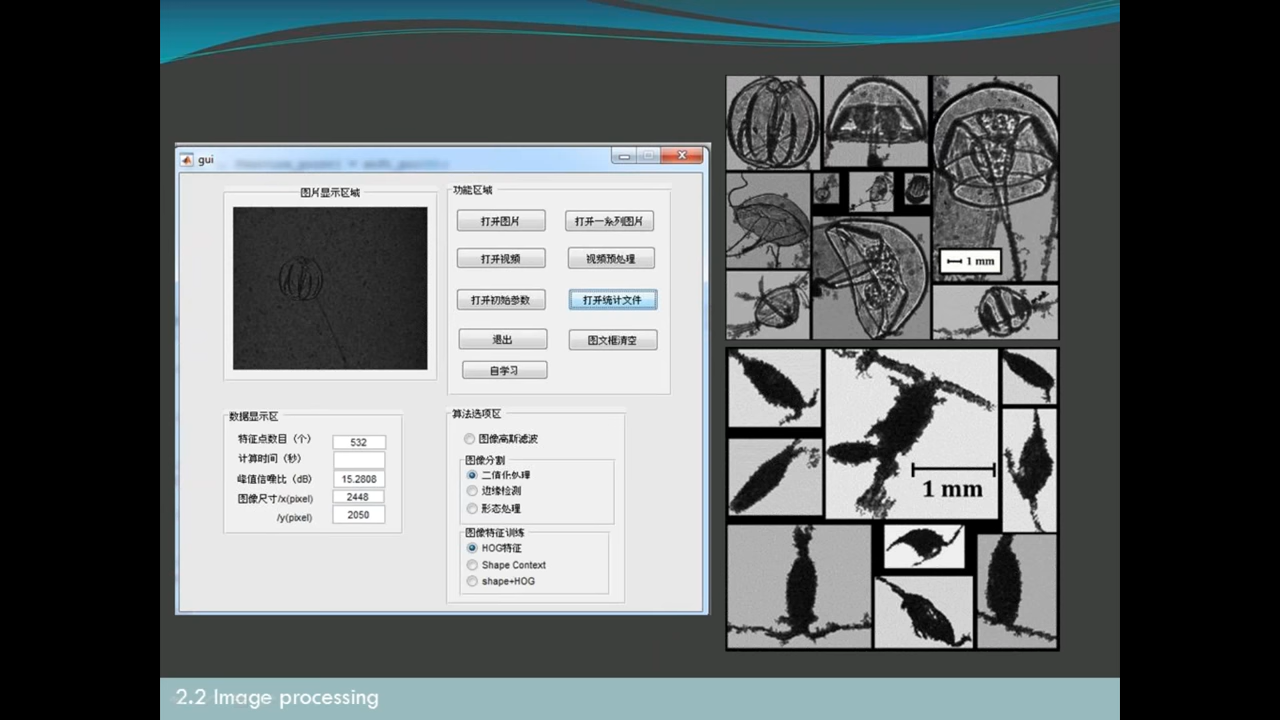 gui
图片显示区域
功能区域
打开图片
打开一系列图片
打开视频
视频预处理
打开初始参数
打开统计文件
退出
图文框清空
自学习
数据显示区
特征点数目（个）
532
计算时间（秒）
峰值信噪比（dB）
15.2808
图像尺寸/x(pixel)
2448
/y(pixel)
2050
算法选项区
图像高斯滤波
图像分割
二值化处理
边缘检测
形态处理
图像特征训练
HOG特征
Shape Context
shape+HOG
1 mm
1 mm
2.2 Image processing